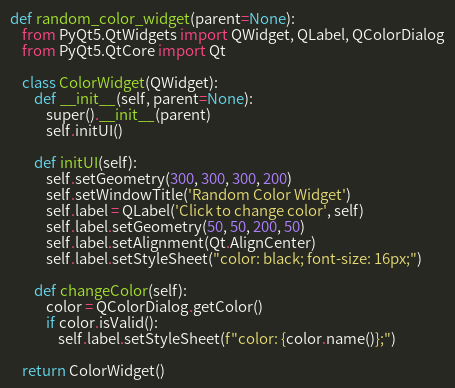 def random_color_widget(parent=None):
    from PyQt5.QtWidgets import QWidget, QLabel, QColorDialog
    from PyQt5.QtCore import Qt

    class ColorWidget(QWidget):
        def __init__(self, parent=None):
            super().__init__(parent)
            self.initUI()

        def initUI(self):
            self.setGeometry(300, 300, 300, 200)
            self.setWindowTitle('Random Color Widget')
            self.label = QLabel('Click to change color', self)
            self.label.setGeometry(50, 50, 200, 50)
            self.label.setAlignment(Qt.AlignCenter)
            self.label.setStyleSheet("color: black; font-size: 16px;")

        def changeColor(self):
            color = QColorDialog.getColor()
            if color.isValid():
                self.label.setStyleSheet(f"color: {color.name()};")

    return ColorWidget()